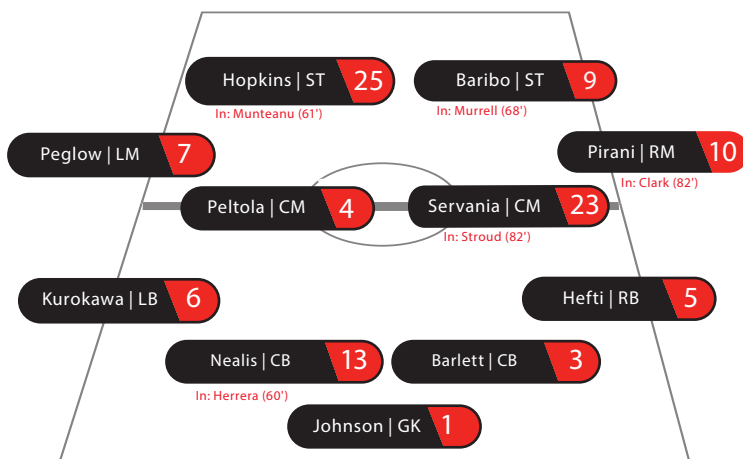 Hopkins | ST 25
In: Munteanu (61')
Baribo | ST 9
In: Murrell (68')
Peglow | LM 7
Pirani | RM 10
In: Clark (82')
Peltola | CM 4
Servania | CM 23
In: Stroud (82')
Kurokawa | LB 6
Hefti | RB 5
Nealis | CB 13
In: Herrera (60')
Barlett | CB 3
Johnson | GK 1